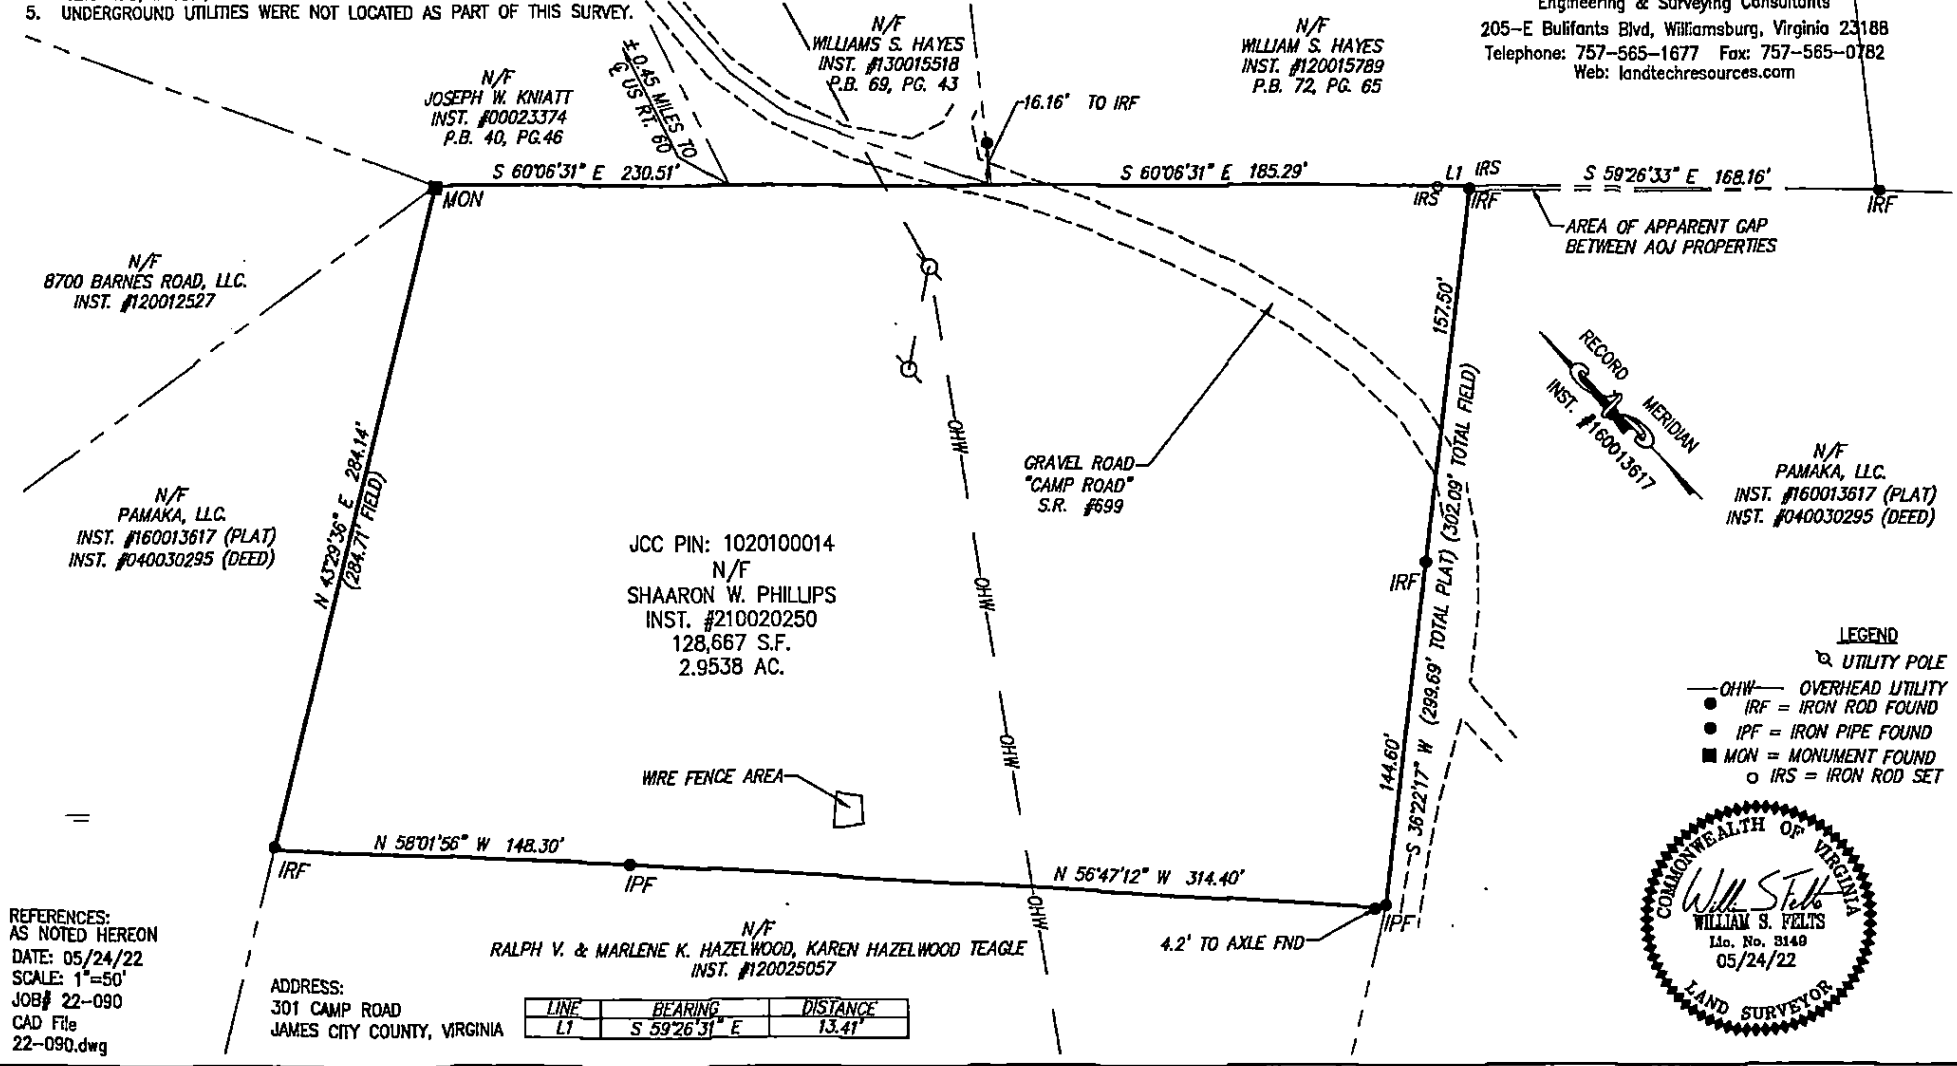 5. UNDERGROUND UTILITIES WERE NOT LOCATED AS PART OF THIS SURVEY.
Engineering & Surveying Consultants
205-E Bulifants Blvd, Williamsburg, Virginia 23188
Telephone: 757-565-1677 Fax: 757-565-0782
Web: landtechresources.com
N/F
JOSEPH W. KNIATT
INST. #00023374
P.B. 40, PG.46
±0.45 MILES TO
℄ US RT. 60
N/F
WILLIAMS S. HAYES
INST. #130015518
P.B. 69, PG. 43
N/F
WILLIAM S. HAYES
INST. #120015789
P.B. 72, PG. 65
16.16' TO IRF
S 60°06'31" E 230.51'
S 60°06'31" E 185.29'
L1 IRS
S 59°26'33" E 168.16'
MON
IRS
IRF
IRF
AREA OF APPARENT GAP
BETWEEN ADJ PROPERTIES
N/F
8700 BARNES ROAD, LLC.
INST. #120012527
157.50'
RECORD MERIDIAN
INST. #160013617
N 43°29'36" E 284.14'
(284.71' FIELD)
GRAVEL ROAD
"CAMP ROAD"
S.R. #699
OHW
N/F
PAMAKA, LLC.
INST. #160013617 (PLAT)
INST. #040030295 (DEED)
N/F
PAMAKA, LLC.
INST. #160013617 (PLAT)
INST. #040030295 (DEED)
JCC PIN: 1020100014
N/F
SHAARON W. PHILLIPS
INST. #210020250
128,667 S.F.
2.9538 AC.
OHW
IRF
S 36°22'17" W (299.69' TOTAL PLAT) (302.09' TOTAL FIELD)
144.60'
OHW
LEGEND
UTILITY POLE
OHW OVERHEAD UTILITY
IRF = IRON ROD FOUND
IPF = IRON PIPE FOUND
MON = MONUMENT FOUND
IRS = IRON ROD SET
WIRE FENCE AREA
N 58°01'56" W 148.30'
IRF
IPF
N 56°47'12" W 314.40'
OHW
IPF
4.2' TO AXLE FND
COMMONWEALTH OF VIRGINIA
WILLIAM S. FELTS
Lic. No. 3149
05/24/22
LAND SURVEYOR
REFERENCES:
AS NOTED HEREON
DATE: 05/24/22
SCALE: 1"=50'
JOB# 22-090
CAD File
22-090.dwg
N/F
RALPH V. & MARLENE K. HAZELWOOD, KAREN HAZELWOOD TEAGLE
INST. #120025057
ADDRESS:
301 CAMP ROAD
JAMES CITY COUNTY, VIRGINIA
LINE BEARING DISTANCE
L1 S 59°26'31" E 13.41'